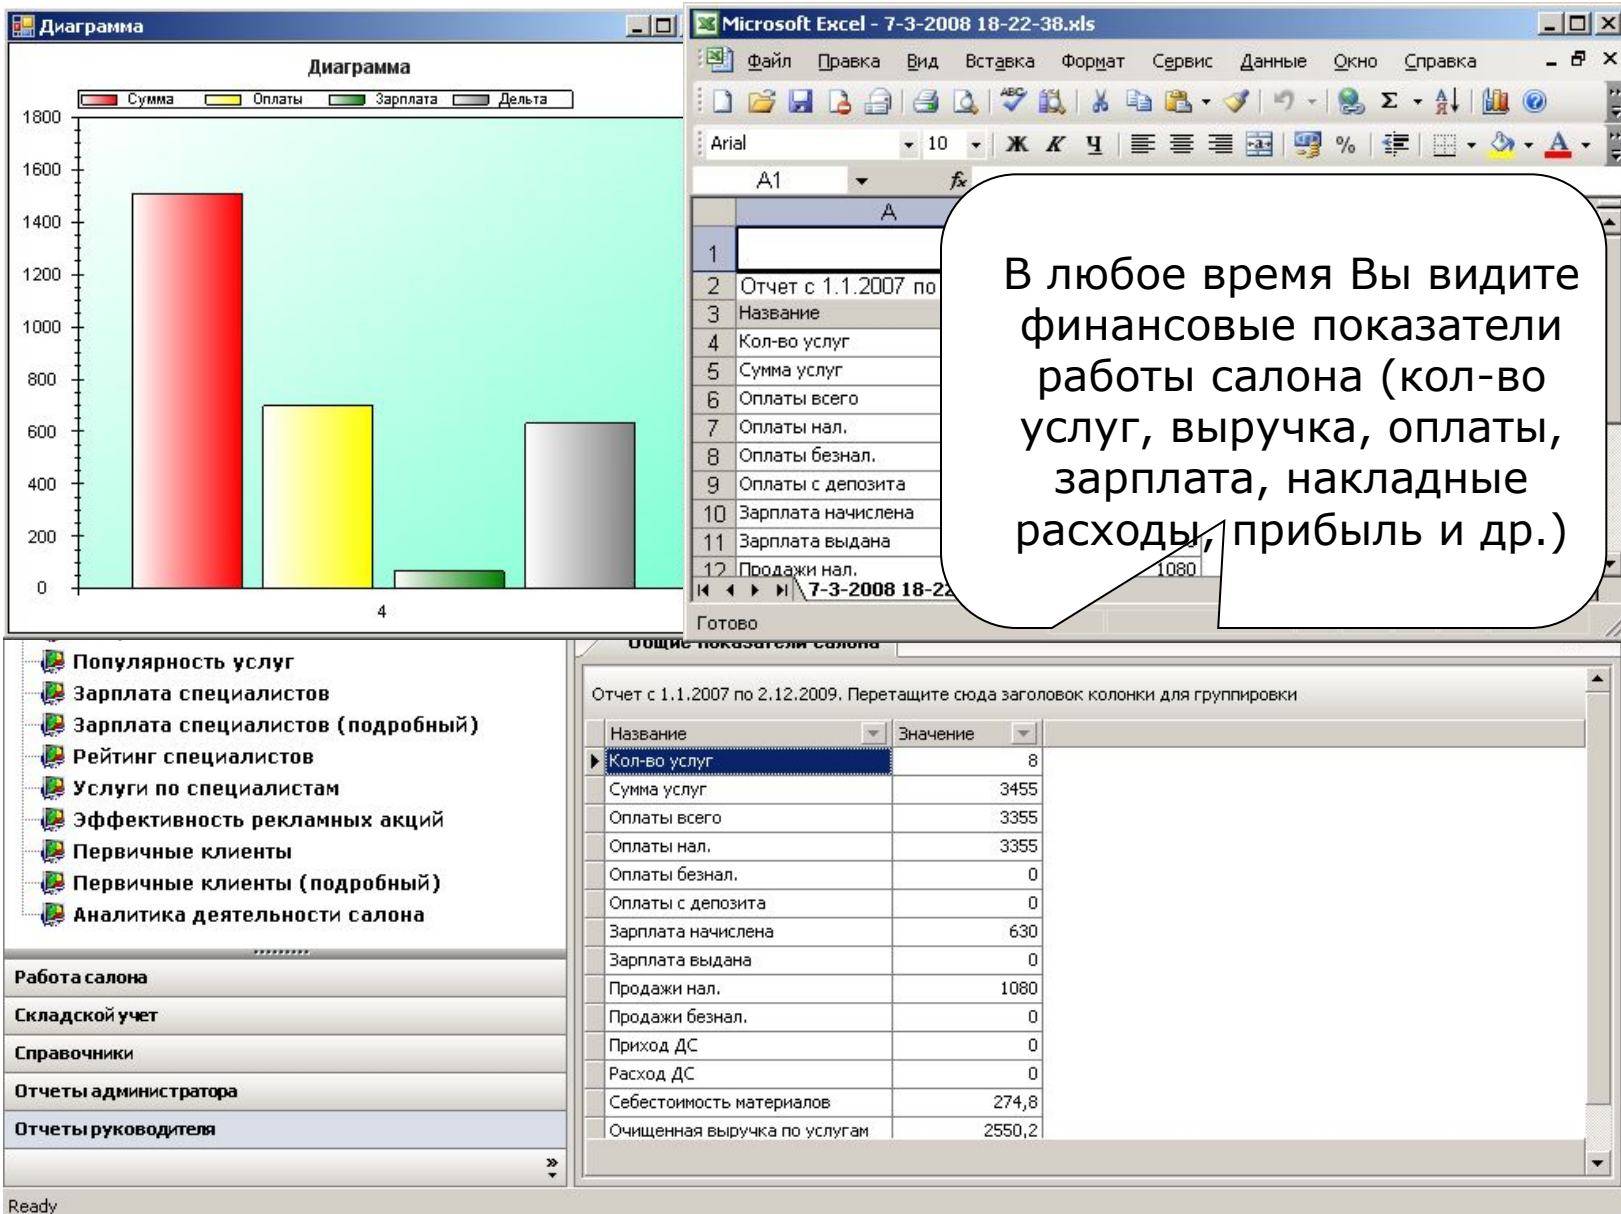 Диаграмма
Диаграмма
Сумма Оплаты Зарплата Дельта
1800
1600
1400
1200
1000
800
600
400
200
0
4
Microsoft Excel - 7-3-2008 18-22-38.xls
Файл Правка Вид Вставка Формат Сервис Данные Окно Справка
Arial 10 Ж К Ч %
A1 fx
A
1
2 Отчет с 1.1.2007 по
3 Название
4 Кол-во услуг
5 Сумма услуг
6 Оплаты всего
7 Оплаты нал.
8 Оплаты безнал.
9 Оплаты с депозита
10 Зарплата начислена
11 Зарплата выдана
12 Продажи нал. 1080
7-3-2008 18-22
Готово
В любое время Вы видите
финансовые показатели
работы салона (кол-во
услуг, выручка, оплаты,
зарплата, накладные
расходы, прибыль и др.)
Популярность услуг
Зарплата специалистов
Зарплата специалистов (подробный)
Рейтинг специалистов
Услуги по специалистам
Эффективность рекламных акций
Первичные клиенты
Первичные клиенты (подробный)
Аналитика деятельности салона
Работа салона
Складской учет
Справочники
Отчеты администратора
Отчеты руководителя
Ready
Общие показатели салона
Отчет с 1.1.2007 по 2.12.2009. Перетащите сюда заголовок колонки для группировки
Название Значение
Кол-во услуг 8
Сумма услуг 3455
Оплаты всего 3355
Оплаты нал. 3355
Оплаты безнал. 0
Оплаты с депозита 0
Зарплата начислена 630
Зарплата выдана 0
Продажи нал. 1080
Продажи безнал. 0
Приход ДС 0
Расход ДС 0
Себестоимость материалов 274,8
Очищенная выручка по услугам 2550,2